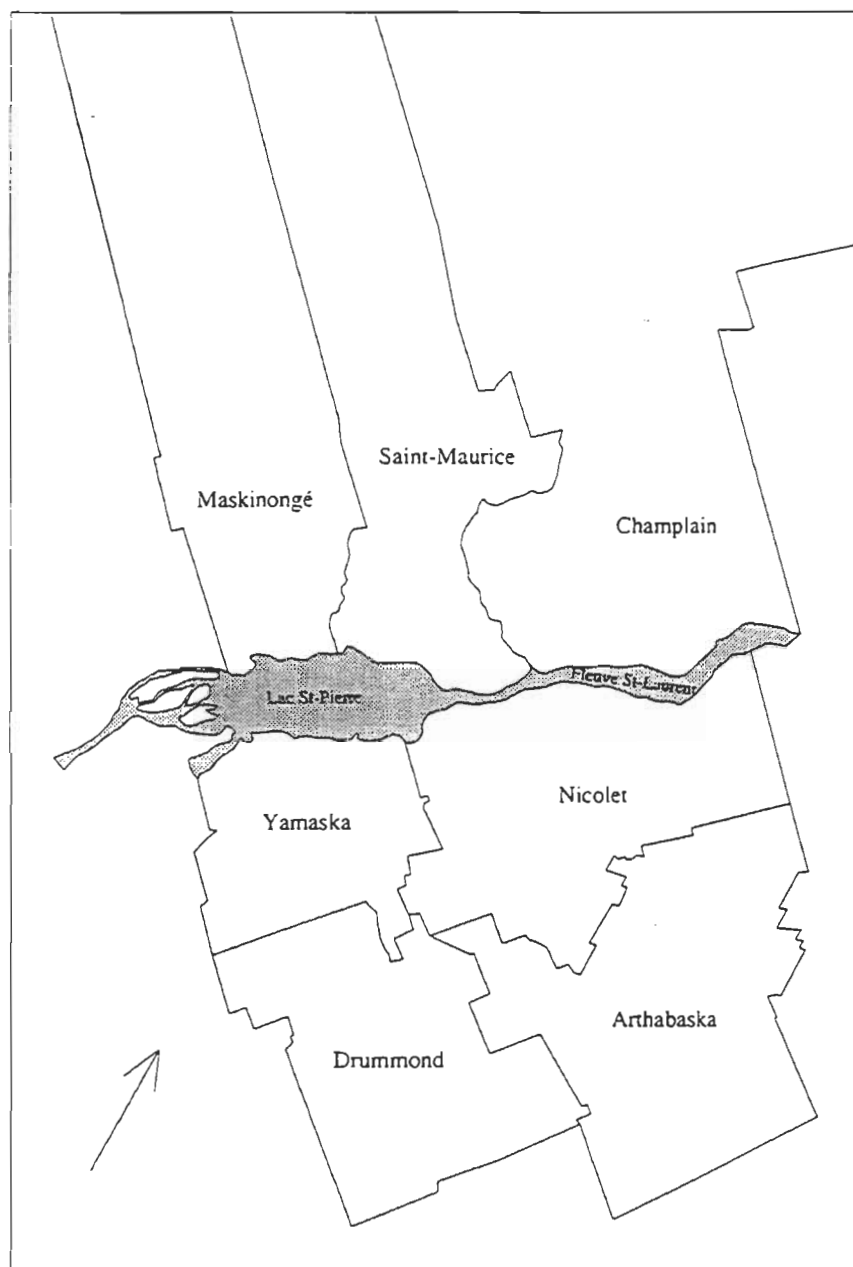 Saint-Maurice
Maskinongé
Champlain
Fleuve St-Laurent
Lac St-Pierre
Nicolet
Yamaska
Arthabaska
Drummond